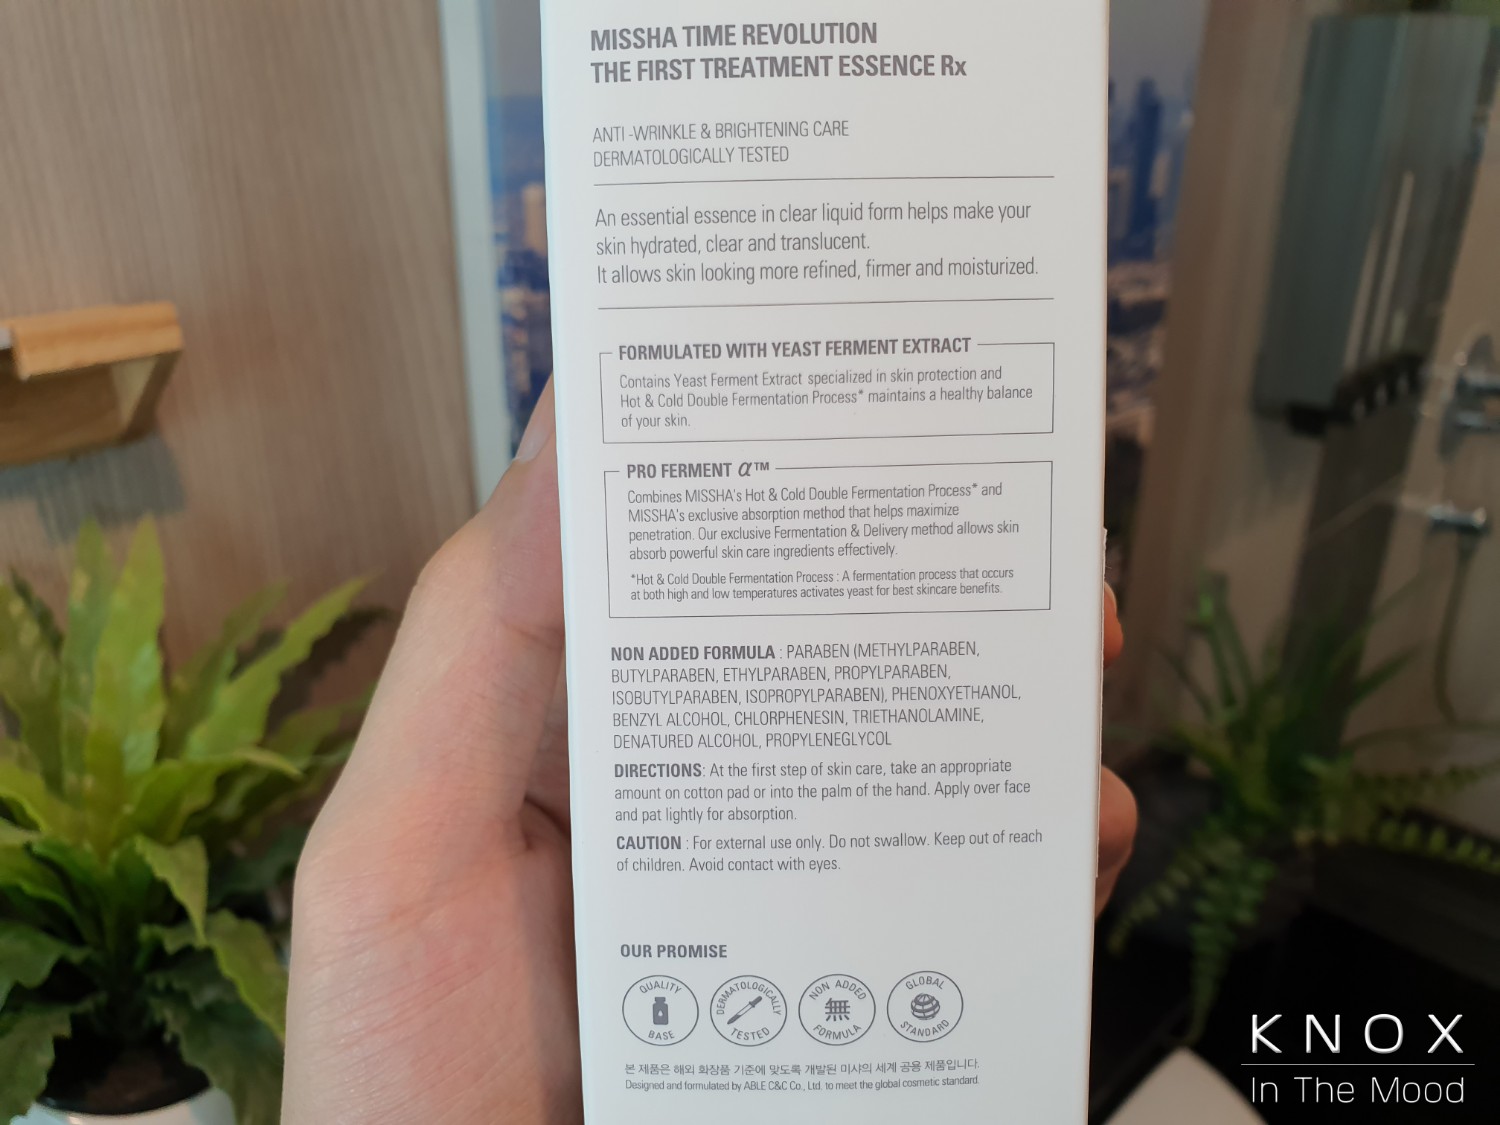 MISSHA TIME REVOLUTION
THE FIRST TREATMENT ESSENCE Rx
ANTI -WRINKLE & BRIGHTENING CARE
DERMATOLOGICALLY TESTED
An essential essence in clear liquid form helps make your
skin hydrated, clear and translucent.
It allows skin looking more refined, firmer and moisturized.
FORMULATED WITH YEAST FERMENT EXTRACT
Contains Yeast Ferment Extract specialized in skin protection and
Hot & Cold Double Fermentation Process* maintains a healthy balance
of your skin.
PRO FERMENT α™
Combines MISSHA's Hot & Cold Double Fermentation Process* and
MISSHA's exclusive absorption method that helps maximize
penetration. Our exclusive Fermentation & Delivery method allows skin
absorb powerful skin care ingredients effectively.
*Hot & Cold Double Fermentation Process : A fermentation process that occurs
at both high and low temperatures activates yeast for best skincare benefits.
NON ADDED FORMULA : PARABEN (METHYLPARABEN,
BUTYLPARABEN, ETHYLPARABEN, PROPYLPARABEN,
ISOBUTYLPARABEN, ISOPROPYLPARABEN), PHENOXYETHANOL,
BENZYL ALCOHOL, CHLORPHENESIN, TRIETHANOLAMINE,
DENATURED ALCOHOL, PROPYLENEGLYCOL
DIRECTIONS: At the first step of skin care, take an appropriate
amount on cotton pad or into the palm of the hand. Apply over face
and pat lightly for absorption.
CAUTION : For external use only. Do not swallow. Keep out of reach
of children. Avoid contact with eyes.
OUR PROMISE
QUALITY BASE
DERMATOLOGICALLY TESTED
NON ADDED 無 FORMULA
GLOBAL STANDARD
본 제품은 해외 화장품 기준에 맞도록 개발된 미샤의 세계 공용 제품입니다.
Designed and formulated by ABLE C&C Co., Ltd. to meet the global cosmetic standard.
KNOX
In The Mood